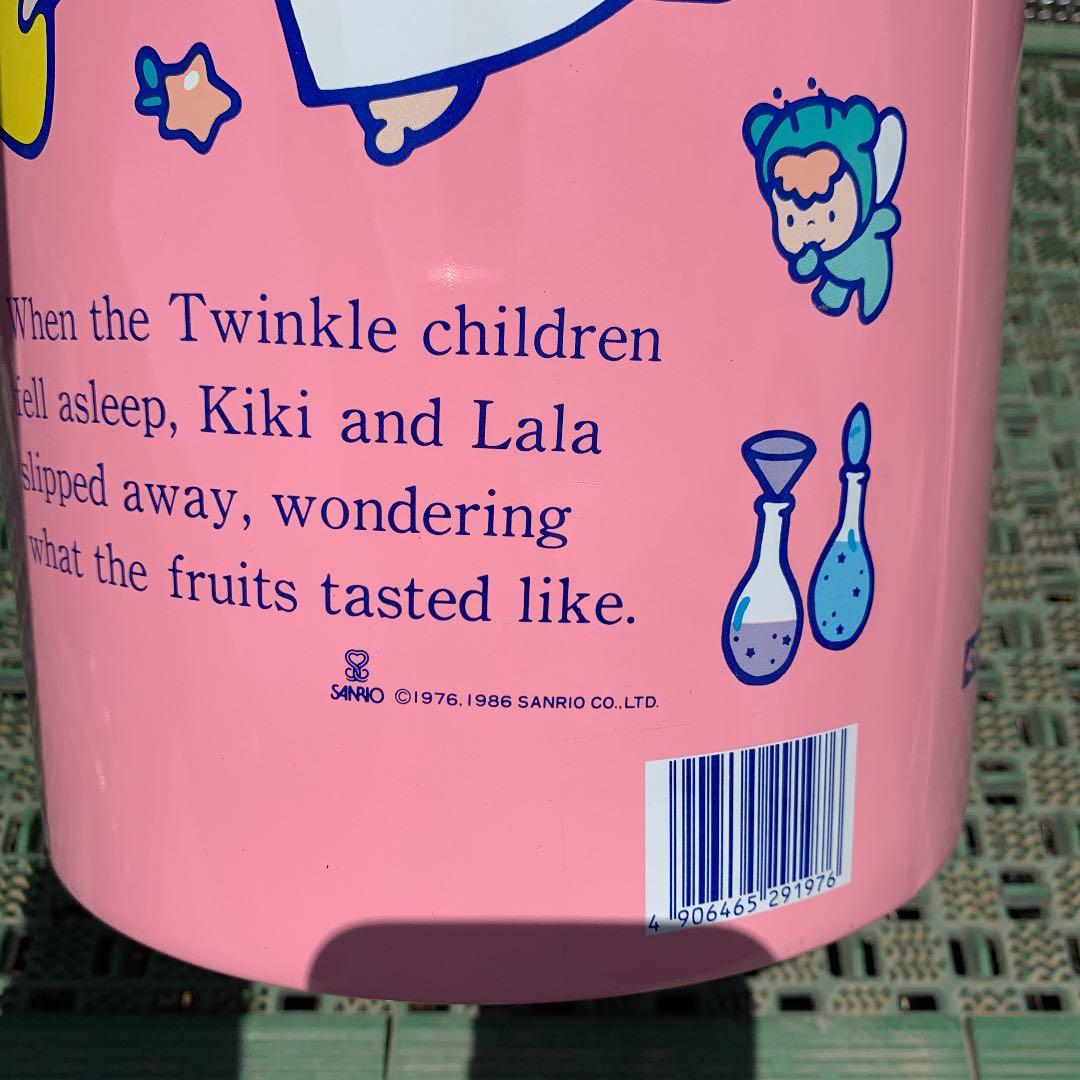 When the Twinkle children
fell asleep, Kiki and Lala
slipped away, wondering
what the fruits tasted like.
SANRIO ©1976, 1986 SANRIO CO., LTD.
4 906465 291976